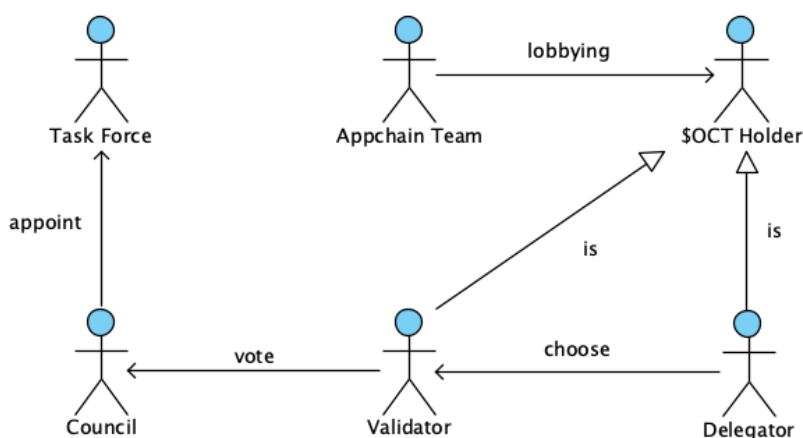 lobbying
Task Force
Appchain Team
$OCT Holder
appoint
is
is
vote
choose
Council
Validator
Delegator